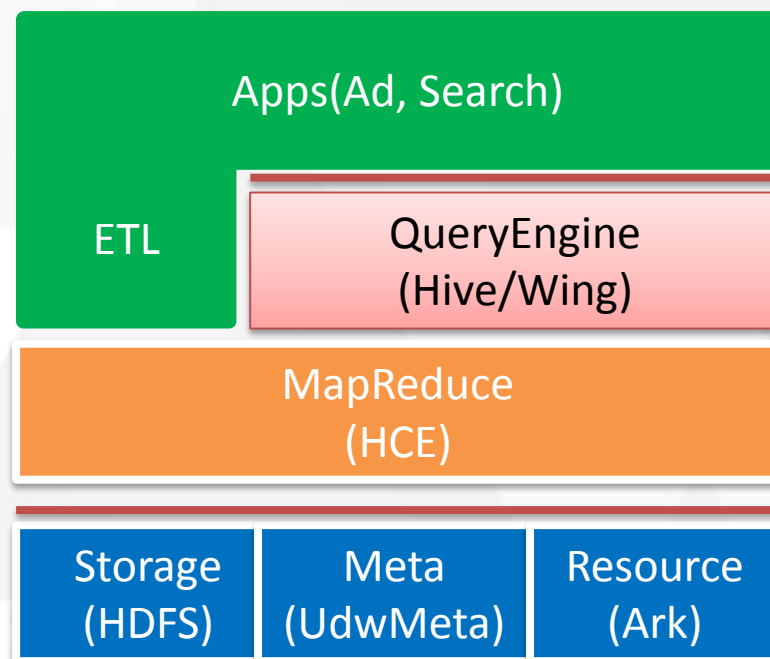 Apps(Ad, Search)
ETL
QueryEngine
(Hive/Wing)
MapReduce
(HCE)
Storage
(HDFS)
Meta
(UdwMeta)
Resource
(Ark)